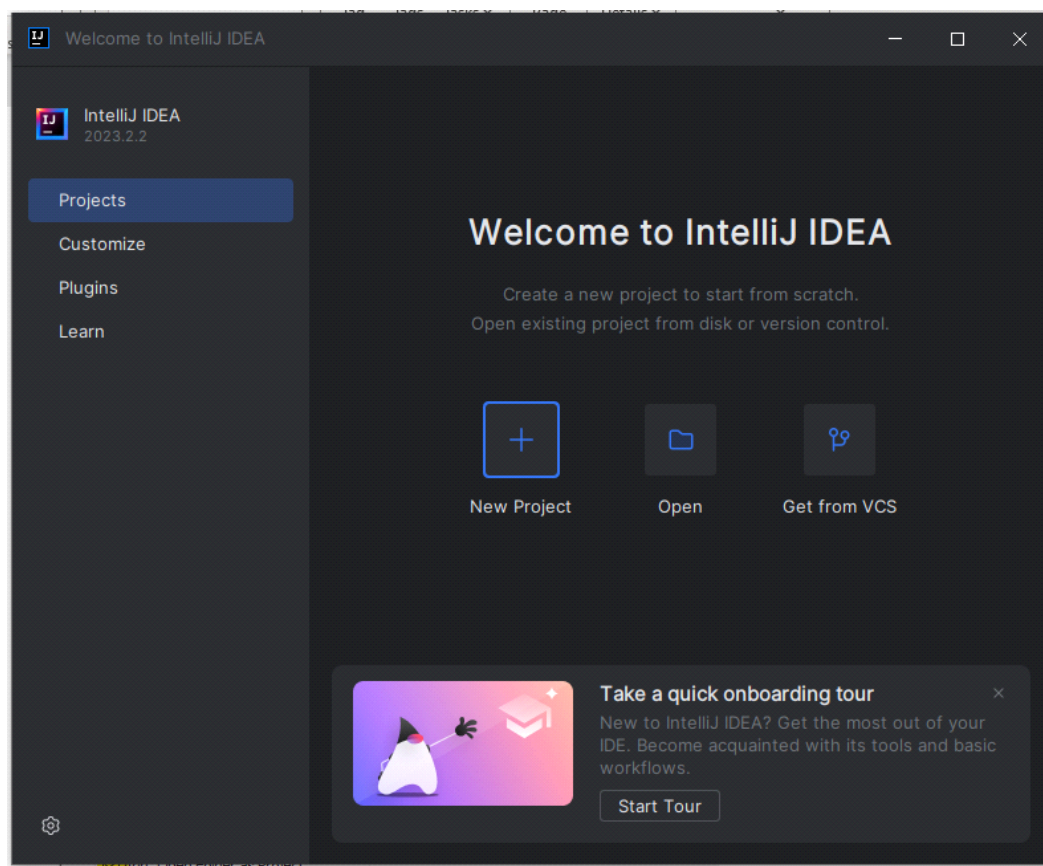 Welcome to IntelliJ IDEA
IntelliJ IDEA
2023.2.2
Projects
Customize
Plugins
Learn
Welcome to IntelliJ IDEA
Create a new project to start from scratch.
Open existing project from disk or version control.
New Project
Open
Get from VCS
Take a quick onboarding tour
New to IntelliJ IDEA? Get the most out of your
IDE. Become acquainted with its tools and basic
workflows.
Start Tour